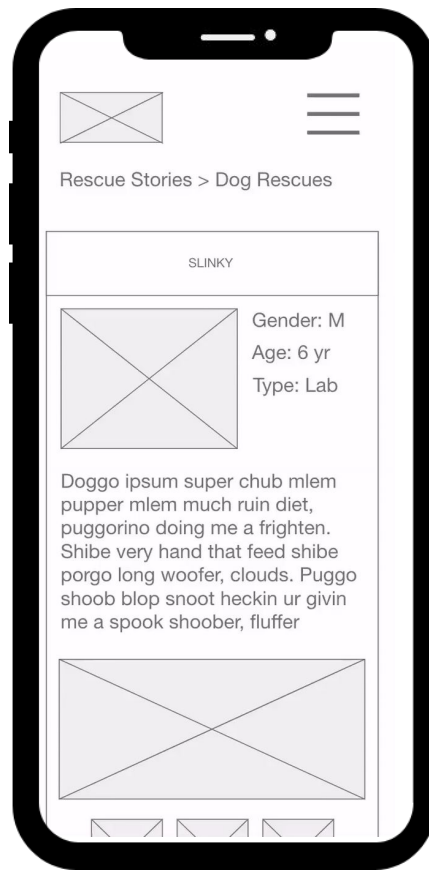 Rescue Stories > Dog Rescues
SLINKY
Gender: M
Age: 6 yr
Type: Lab
Doggo ipsum super chub mlem
pupper mlem much ruin diet,
puggorino doing me a frighten.
Shibe very hand that feed shibe
porgo long woofer, clouds. Puggo
shoob blop snoot heckin ur givin
me a spook shoober, fluffer